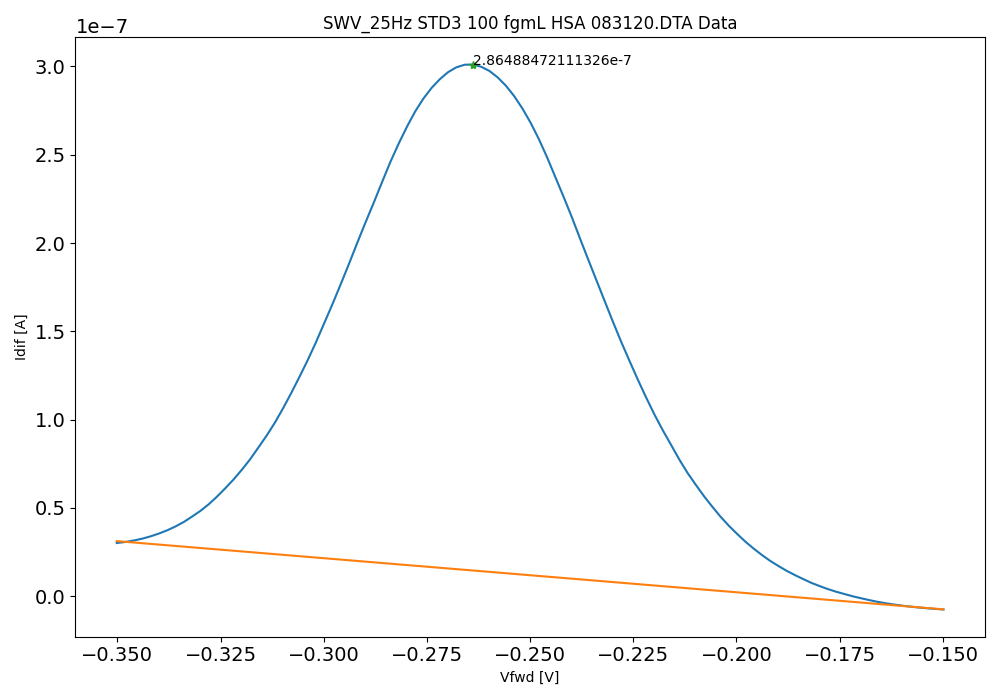 SWV_25Hz STD3 100 fgmL HSA 083120.DTA Data
1e−7
2.86488472111326e-7
3.0
2.5
2.0
1.5
1.0
0.5
0.0
Idif [A]
−0.350 −0.325 −0.300 −0.275 −0.250 −0.225 −0.200 −0.175 −0.150
Vfwd [V]